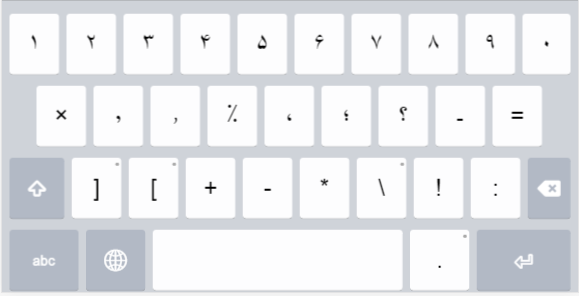 ۱ ۲ ۳ ۴ ۵ ۶ ۷ ۸ ۹ ۰
× , , ٪ ، ؛ ؟ _ =
] [ + - * \ ! :
abc .